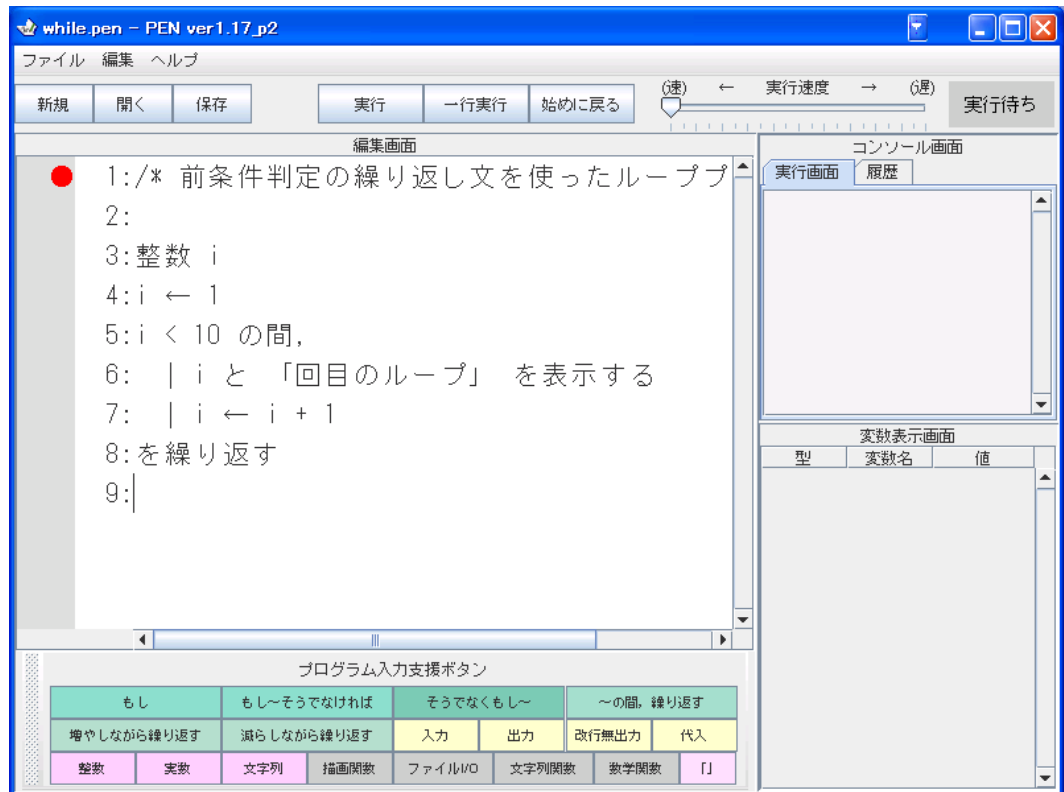 while.pen - PEN ver1.17_p2
ファイル 編集 ヘルプ
新規 開く 保存 実行 一行実行 始めに戻る (速) ← 実行速度 → (遅) 実行待ち
編集画面
1:/* 前条件判定の繰り返し文を使ったループプ
2:
3:整数 i
4:i ← 1
5:i < 10 の間,
6: | i と 「回目のループ」 を表示する
7: | i ← i + 1
8:を繰り返す
9:
コンソール画面
実行画面 履歴
変数表示画面
型 変数名 値
プログラム入力支援ボタン
もし もし～そうでなければ そうでなくもし～ ～の間, 繰り返す
増やしながら繰り返す 減らしながら繰り返す 入力 出力 改行無出力 代入
整数 実数 文字列 描画関数 ファイルI/O 文字列関数 数学関数 「」